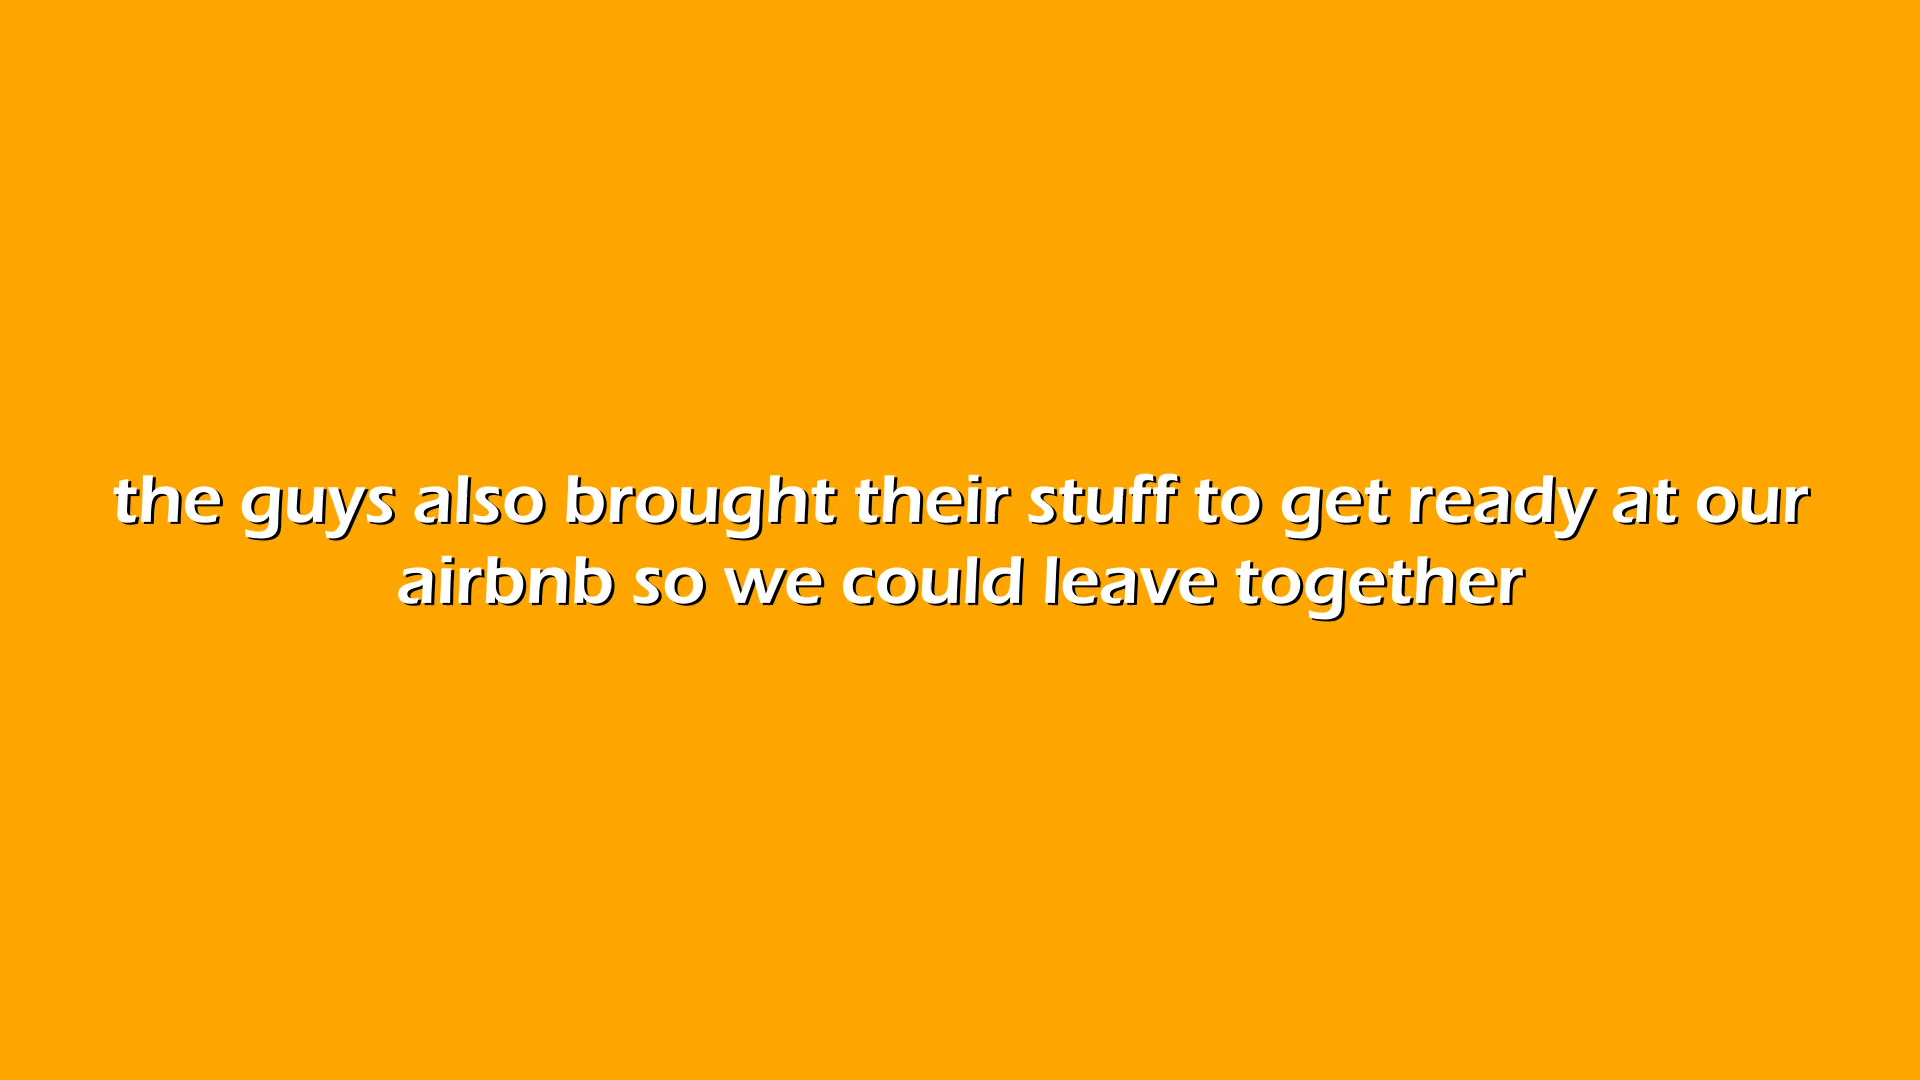 the guys also brought their stuff to get ready at our
airbnb so we could leave together